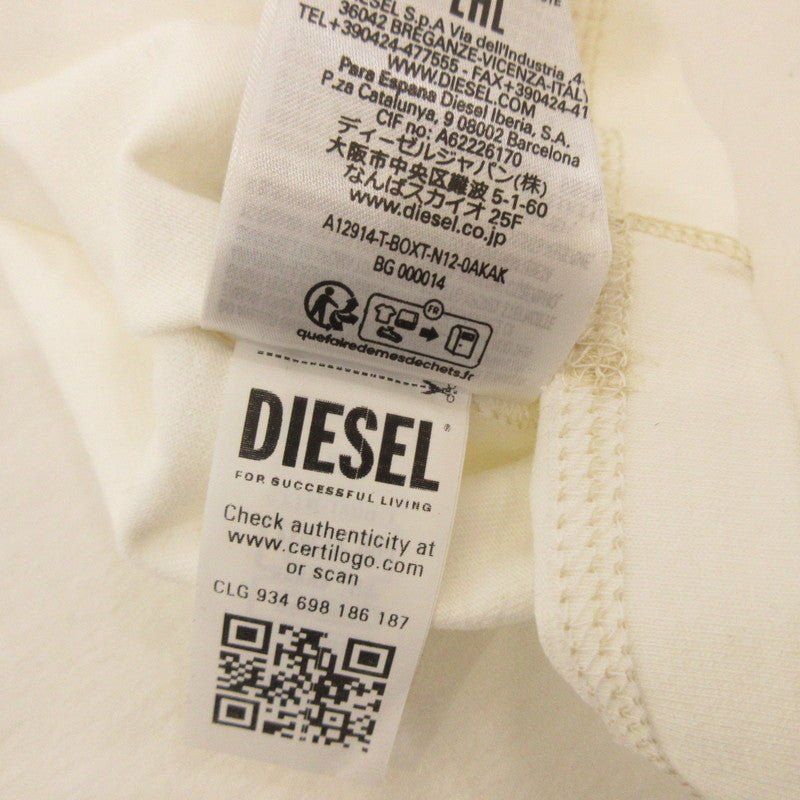 EAC
DIESEL S.p.A Via dell'Industria ,4-
36042 BREGANZE-VICENZA-ITALY
TEL+390424-477555 - FAX+390424-41
WWW.DIESEL.COM
Para Espana Diesel Iberia, S.A.
P.za Catalunya, 9 08002 Barcelona
CIF no: A62226170
ディーゼルジャパン(株)
大阪市中央区難波 5-1-60
なんばスカイオ 25F
www.diesel.co.jp
A12914-T-BOXT-N12-0AKAK
BG 000014
FR
quefairedemesdechets.fr
DIESEL®
FOR SUCCESSFUL LIVING
Check authenticity at
www.certilogo.com
or scan
CLG 934 698 186 187